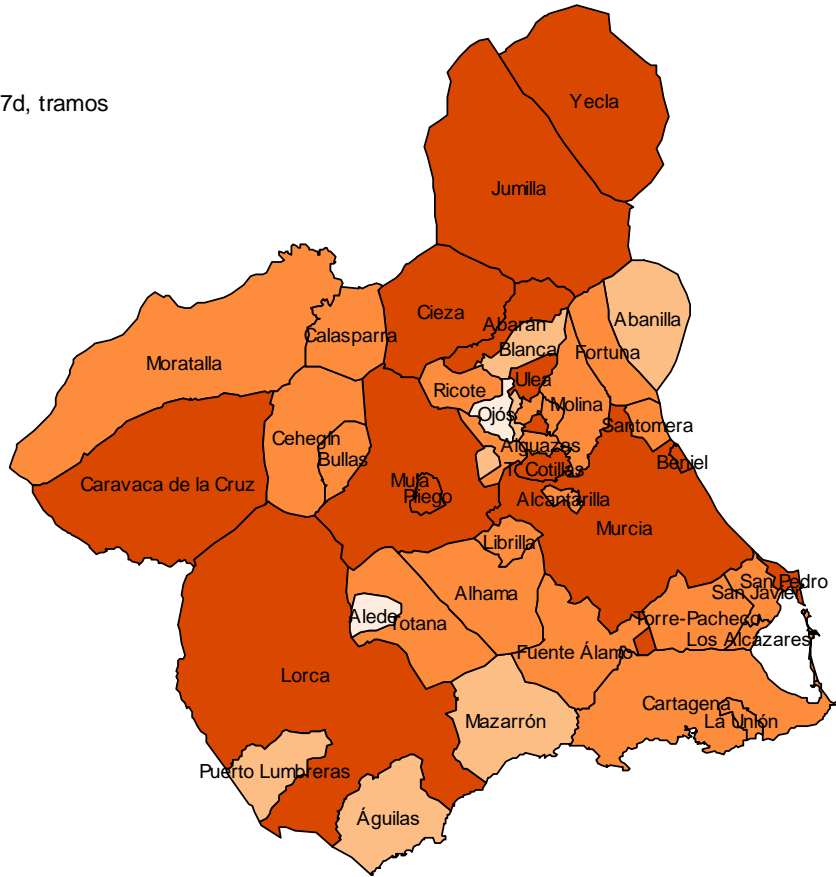 Yecla
7d, tramos
Jumilla
Cieza
Abarán
Abanilla
Calasparra
Blanca
Fortuna
Moratalla
Ulea
Ricote
Molina
Ojós
Santomera
Cehegín
Alguazas
Bullas
Beniel
T. Cotillas
Mula
Caravaca de la Cruz
Pliego
Alcantarilla
Murcia
Librilla
San Pedro
San Javier
Alhama
Alede
Totana
Torre-Pacheco
Los Alcázares
Fuente Álamo
Lorca
Cartagena
Mazarrón
La Unión
Puerto Lumbreras
Águilas